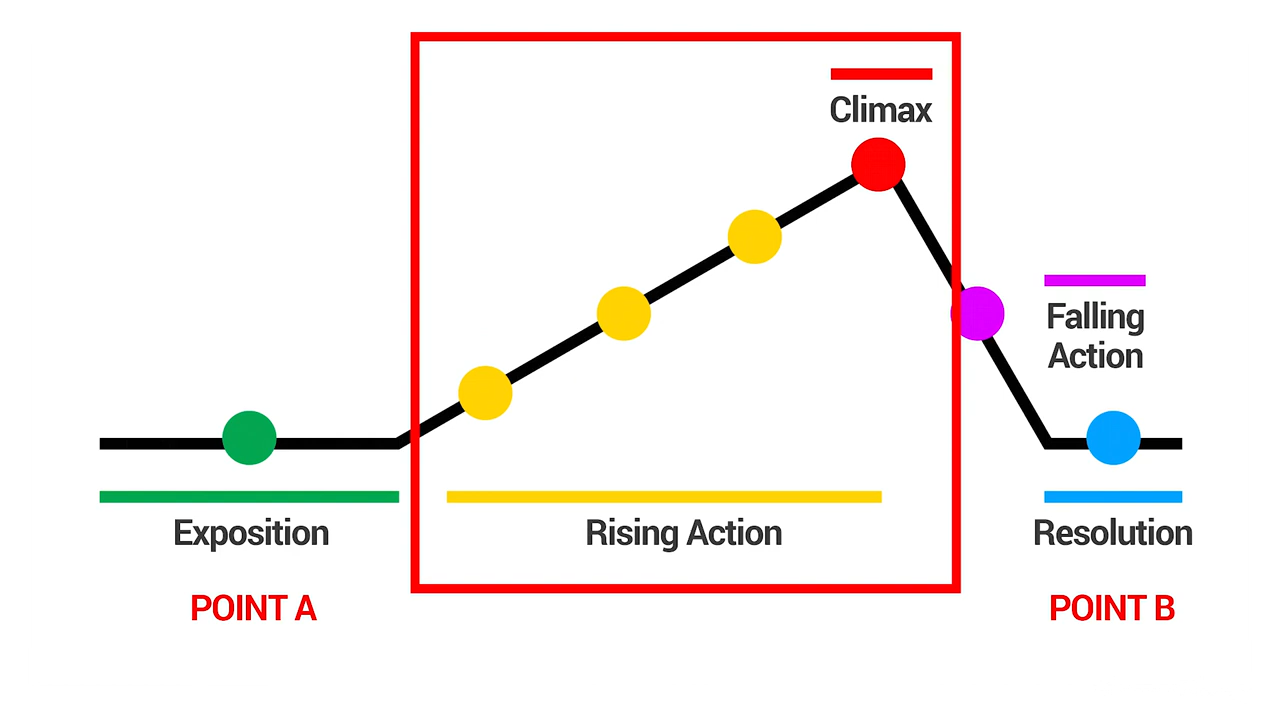 Climax
Falling
Action
Exposition
Rising Action
Resolution
POINT A
POINT B